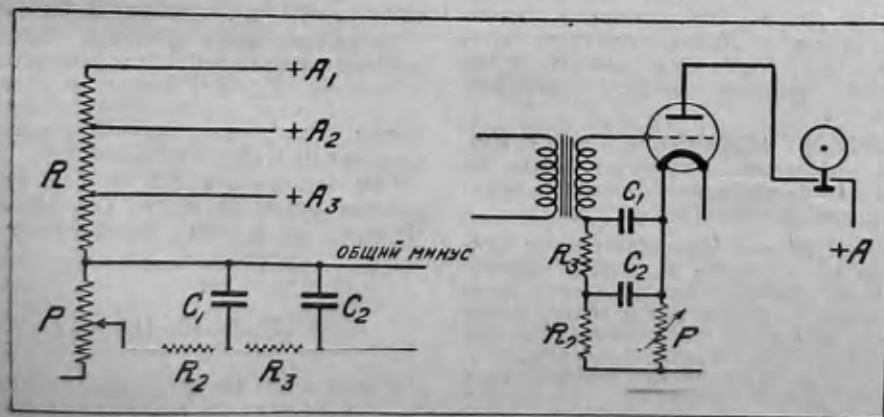 +A₁
+A₂
R
+A₃
ОБЩИЙ МИНУС
P
C₁
C₂
R₂
R₃
C₁
R₃
C₂
R₂
P
+A